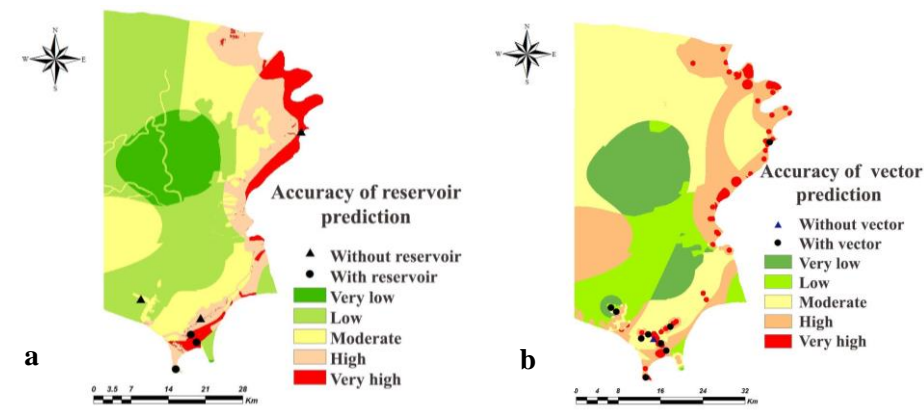 a
N
W E
S
Accuracy of reservoir
prediction
Without reservoir
With reservoir
Very low
Low
Moderate
High
Very high
0 3.5 7 14 21 28
Km
b
N
W E
S
Accuracy of vector
prediction
Without vector
With vector
Very low
Low
Moderate
High
Very high
0 4 8 16 24 32
Km